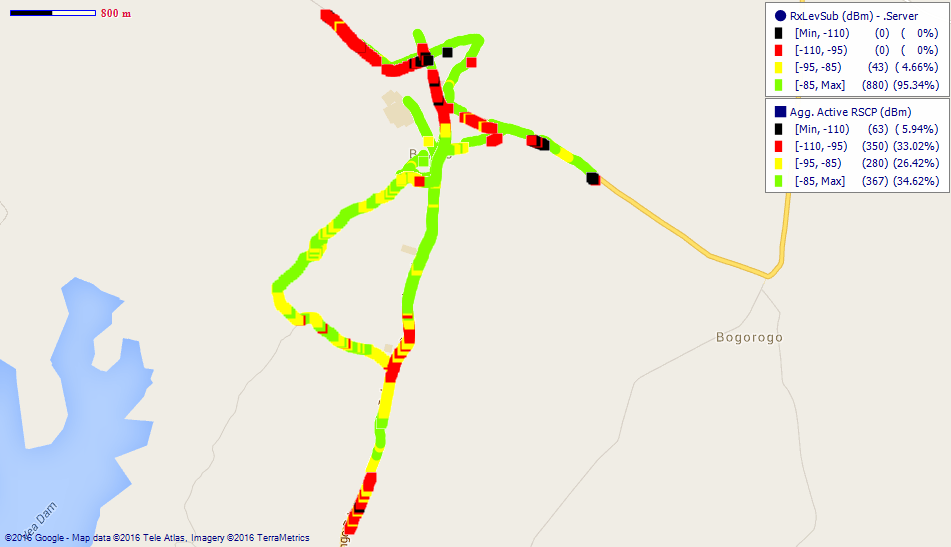 800 m
RxLevSub (dBm) - .Server
[Min, -110) (0) ( 0%)
[-110, -95) (0) ( 0%)
[-95, -85) (43) ( 4.66%)
[-85, Max] (880) (95.34%)
Agg. Active RSCP (dBm)
[Min, -110) (63) ( 5.94%)
[-110, -95) (350) (33.02%)
[-95, -85) (280) (26.42%)
[-85, Max] (367) (34.62%)
Bogorogo
Dam
©2016 Google - Map data ©2016 Tele Atlas, Imagery ©2016 TerraMetrics